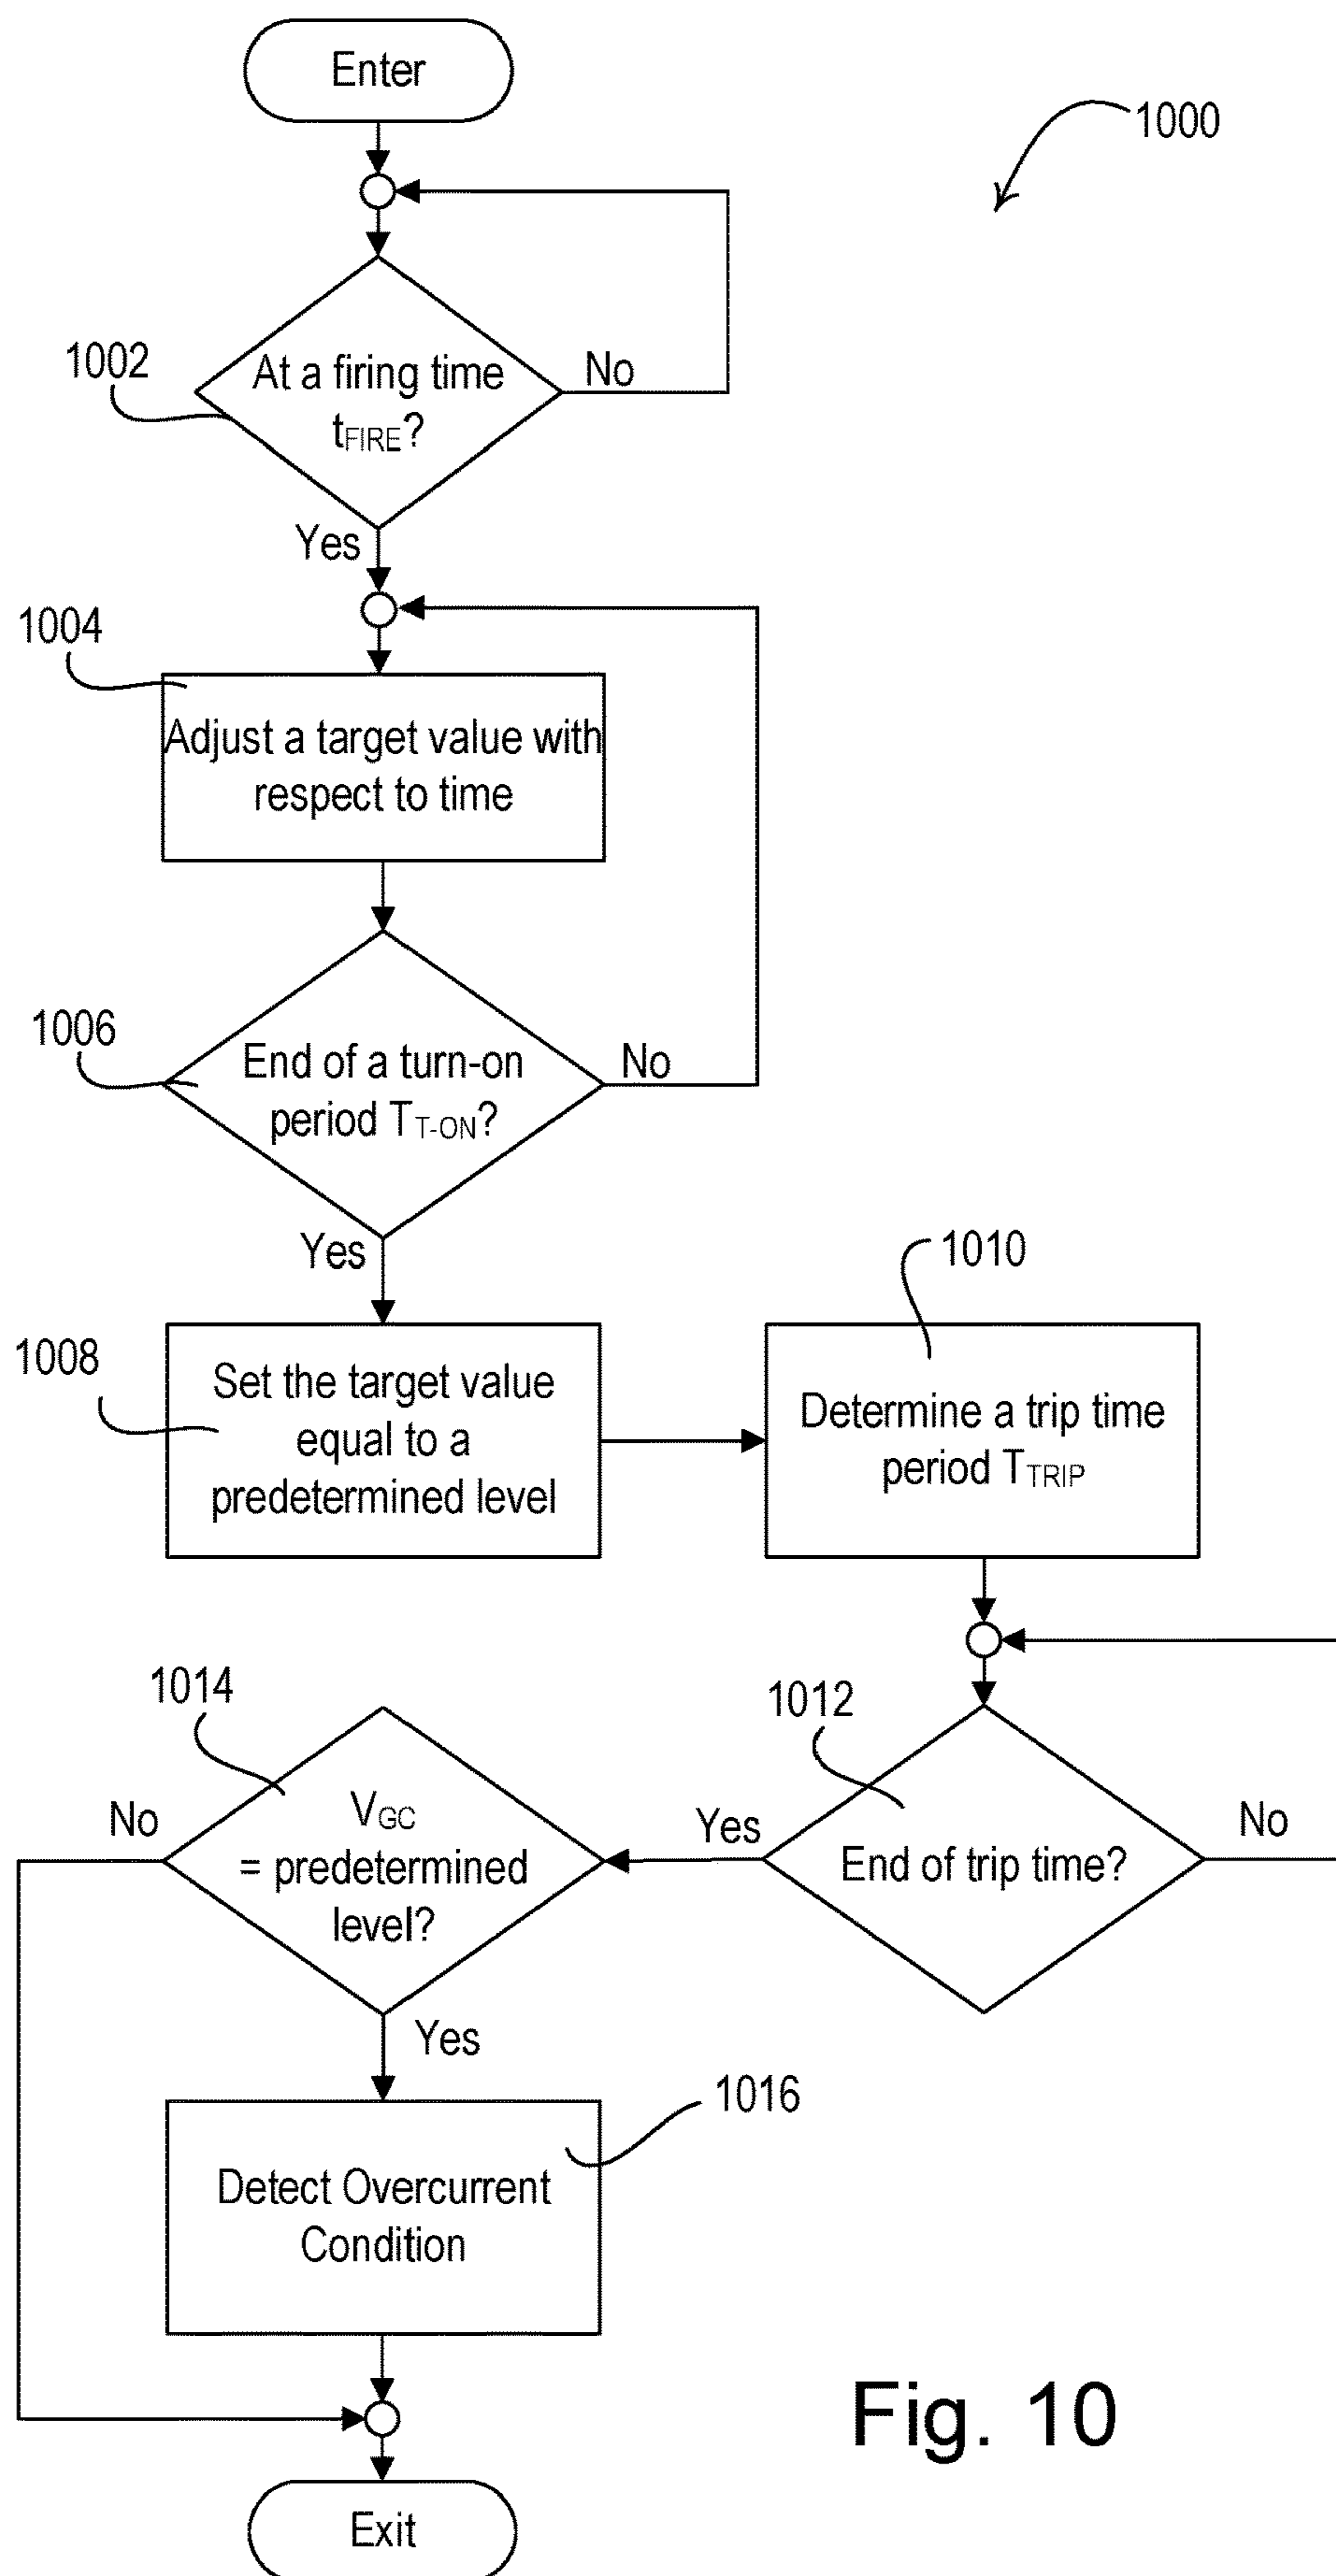 Enter
1000
1002
At a firing time
tFIRE?
No
Yes
1004
Adjust a target value with
respect to time
1006
End of a turn-on
period TT-ON?
No
Yes
1008
Set the target value
equal to a
predetermined level
1010
Determine a trip time
period TTRIP
1012
End of trip time?
No
Yes
1014
VGC
= predetermined
level?
No
Yes
1016
Detect Overcurrent
Condition
Exit
Fig. 10